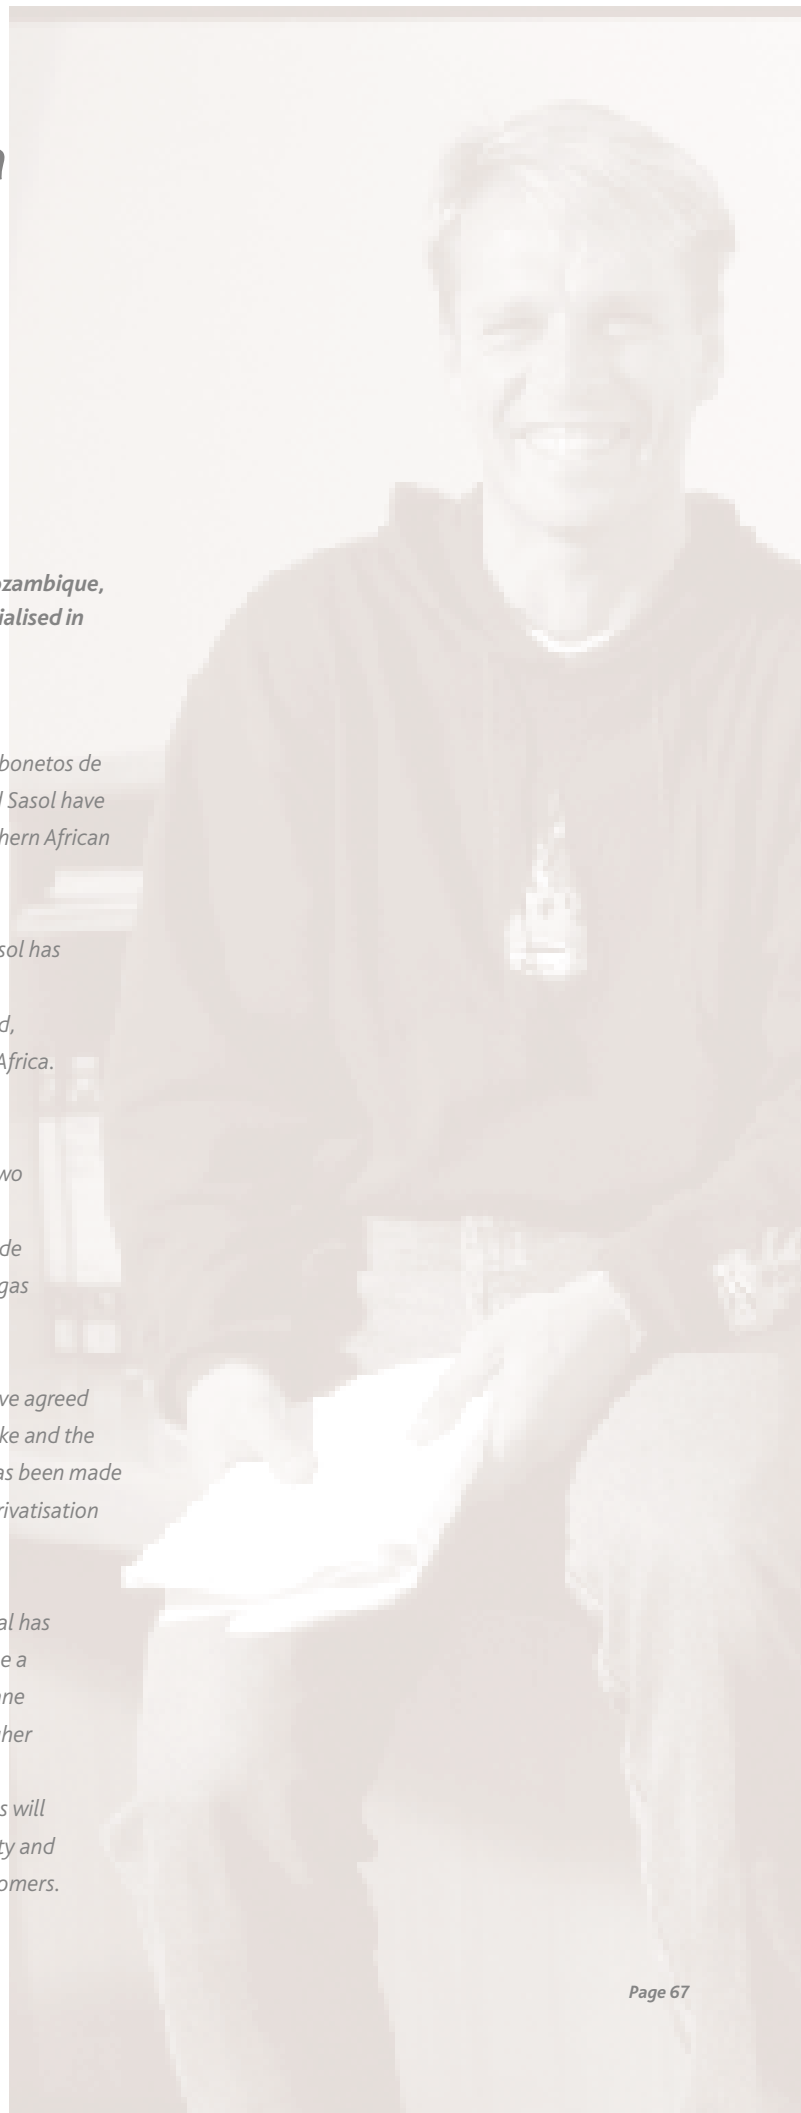 ozambique,
ialised in
bonetos de
l Sasol have
hern African
sol has
d,
Africa.
wo
de
gas
ve agreed
ke and the
as been made
rivatisation
al has
e a
ne
her
s will
ty and
omers.
Page 67